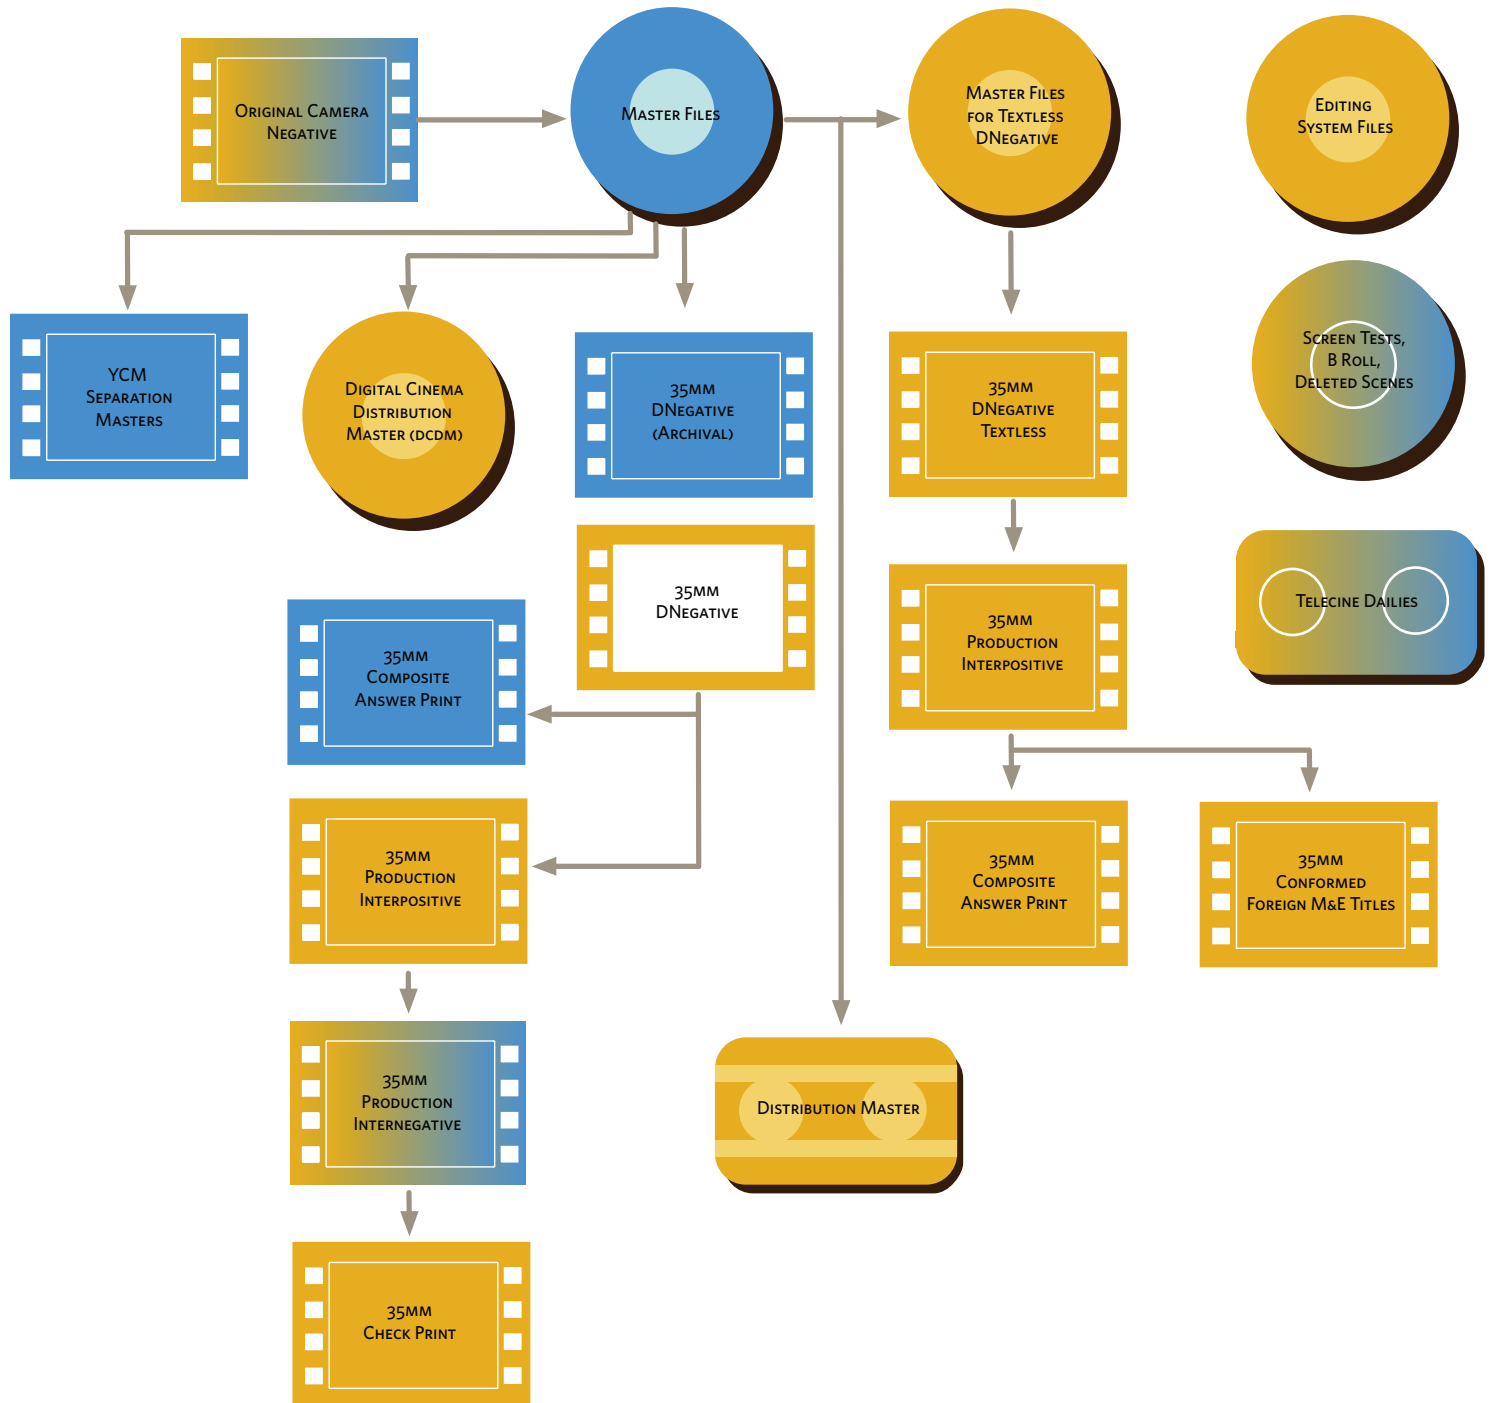 Original Camera
Negative
Master Files
Master Files
for Textless
DNegative
Editing
System Files
YCM
Separation
Masters
Digital Cinema
Distribution
Master (dcdm)
35mm
DNegative
(Archival)
35mm
DNegative
Textless
Screen Tests,
B Roll,
Deleted Scenes
35mm
DNegative
35mm
Composite
Answer Print
35mm
Production
Interpositive
Telecine Dailies
35mm
Production
Interpositive
35mm
Composite
Answer Print
35mm
Conformed
Foreign M&E Titles
35mm
Production
Internegative
Distribution Master
35mm
Check Print